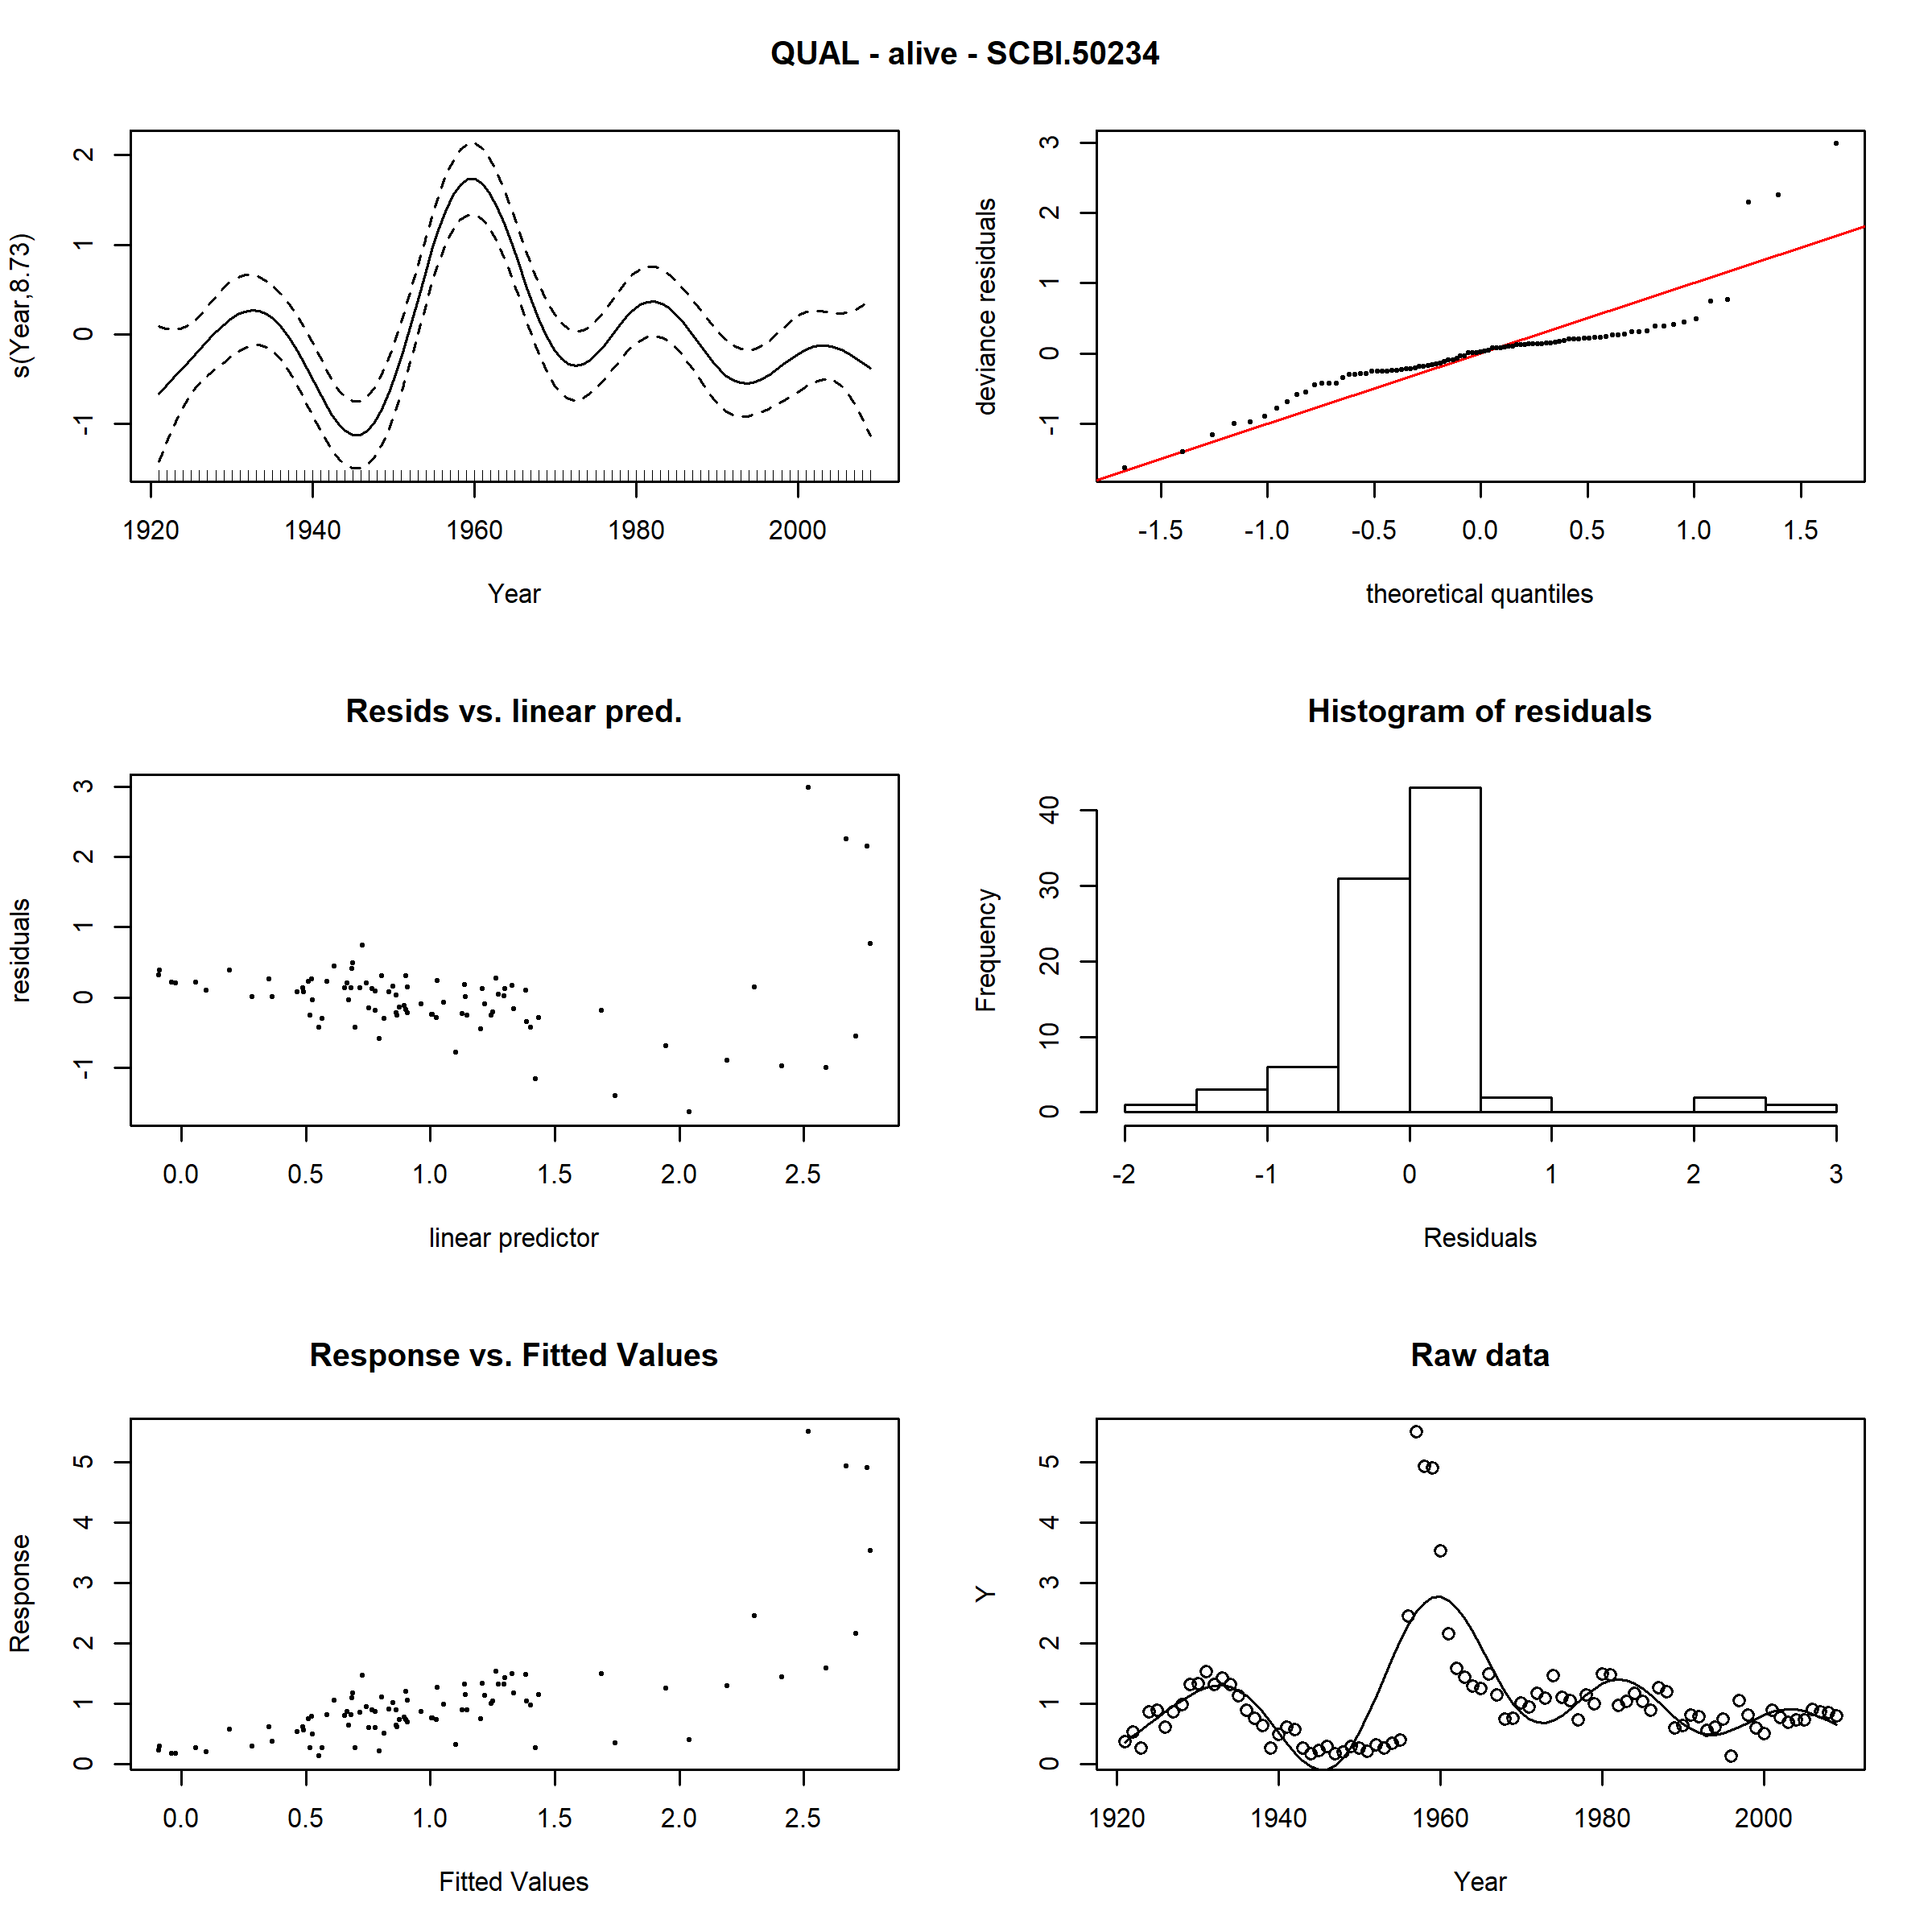 QUAL - alive - SCBI.50234
s(Year,8.73)
2
1
0
-1
1920 1940 1960 1980 2000
Year
deviance residuals
3
2
1
0
-1
-1.5 -1.0 -0.5 0.0 0.5 1.0 1.5
theoretical quantiles
Resids vs. linear pred.
residuals
3
2
1
0
-1
0.0 0.5 1.0 1.5 2.0 2.5
linear predictor
Histogram of residuals
Frequency
40
30
20
10
0
-2 -1 0 1 2 3
Residuals
Response vs. Fitted Values
Response
5
4
3
2
1
0
0.0 0.5 1.0 1.5 2.0 2.5
Fitted Values
Raw data
Y
5
4
3
2
1
0
1920 1940 1960 1980 2000
Year